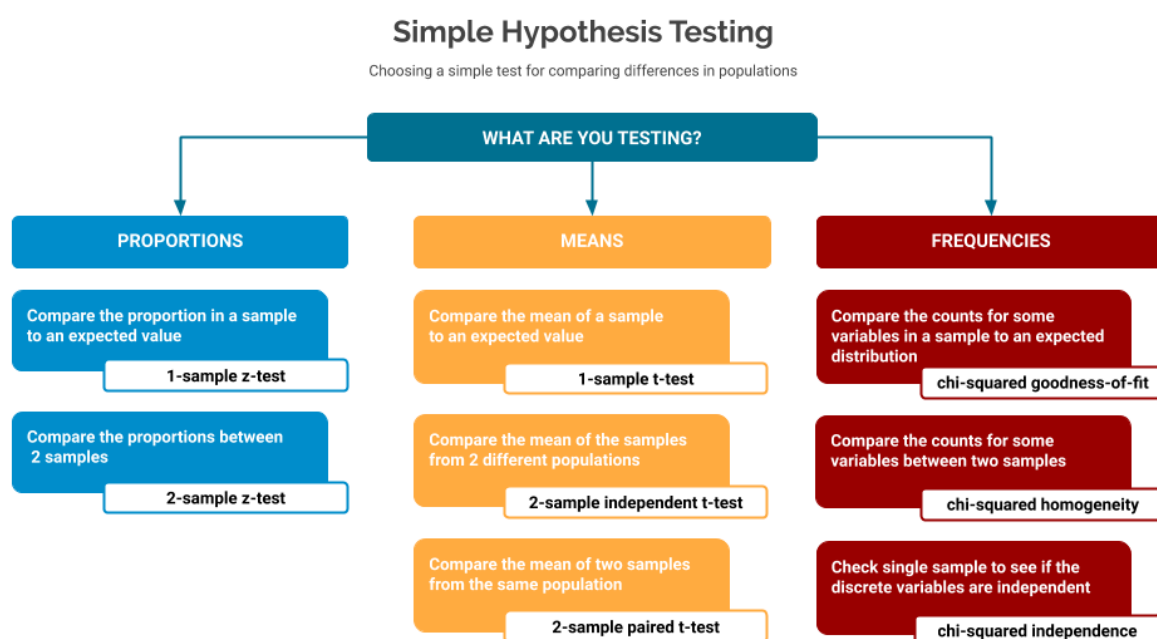 Simple Hypothesis Testing
Choosing a simple test for comparing differences in populations
WHAT ARE YOU TESTING?
PROPORTIONS
Compare the proportion in a sample
to an expected value
1-sample z-test
Compare the proportions between
2 samples
2-sample z-test
MEANS
Compare the mean of a sample
to an expected value
1-sample t-test
Compare the mean of the samples
from 2 different populations
2-sample independent t-test
Compare the mean of two samples
from the same population
2-sample paired t-test
FREQUENCIES
Compare the counts for some
variables in a sample to an expected
distribution
chi-squared goodness-of-fit
Compare the counts for some
variables between two samples
chi-squared homogeneity
Check single sample to see if the
discrete variables are independent
chi-squared independence